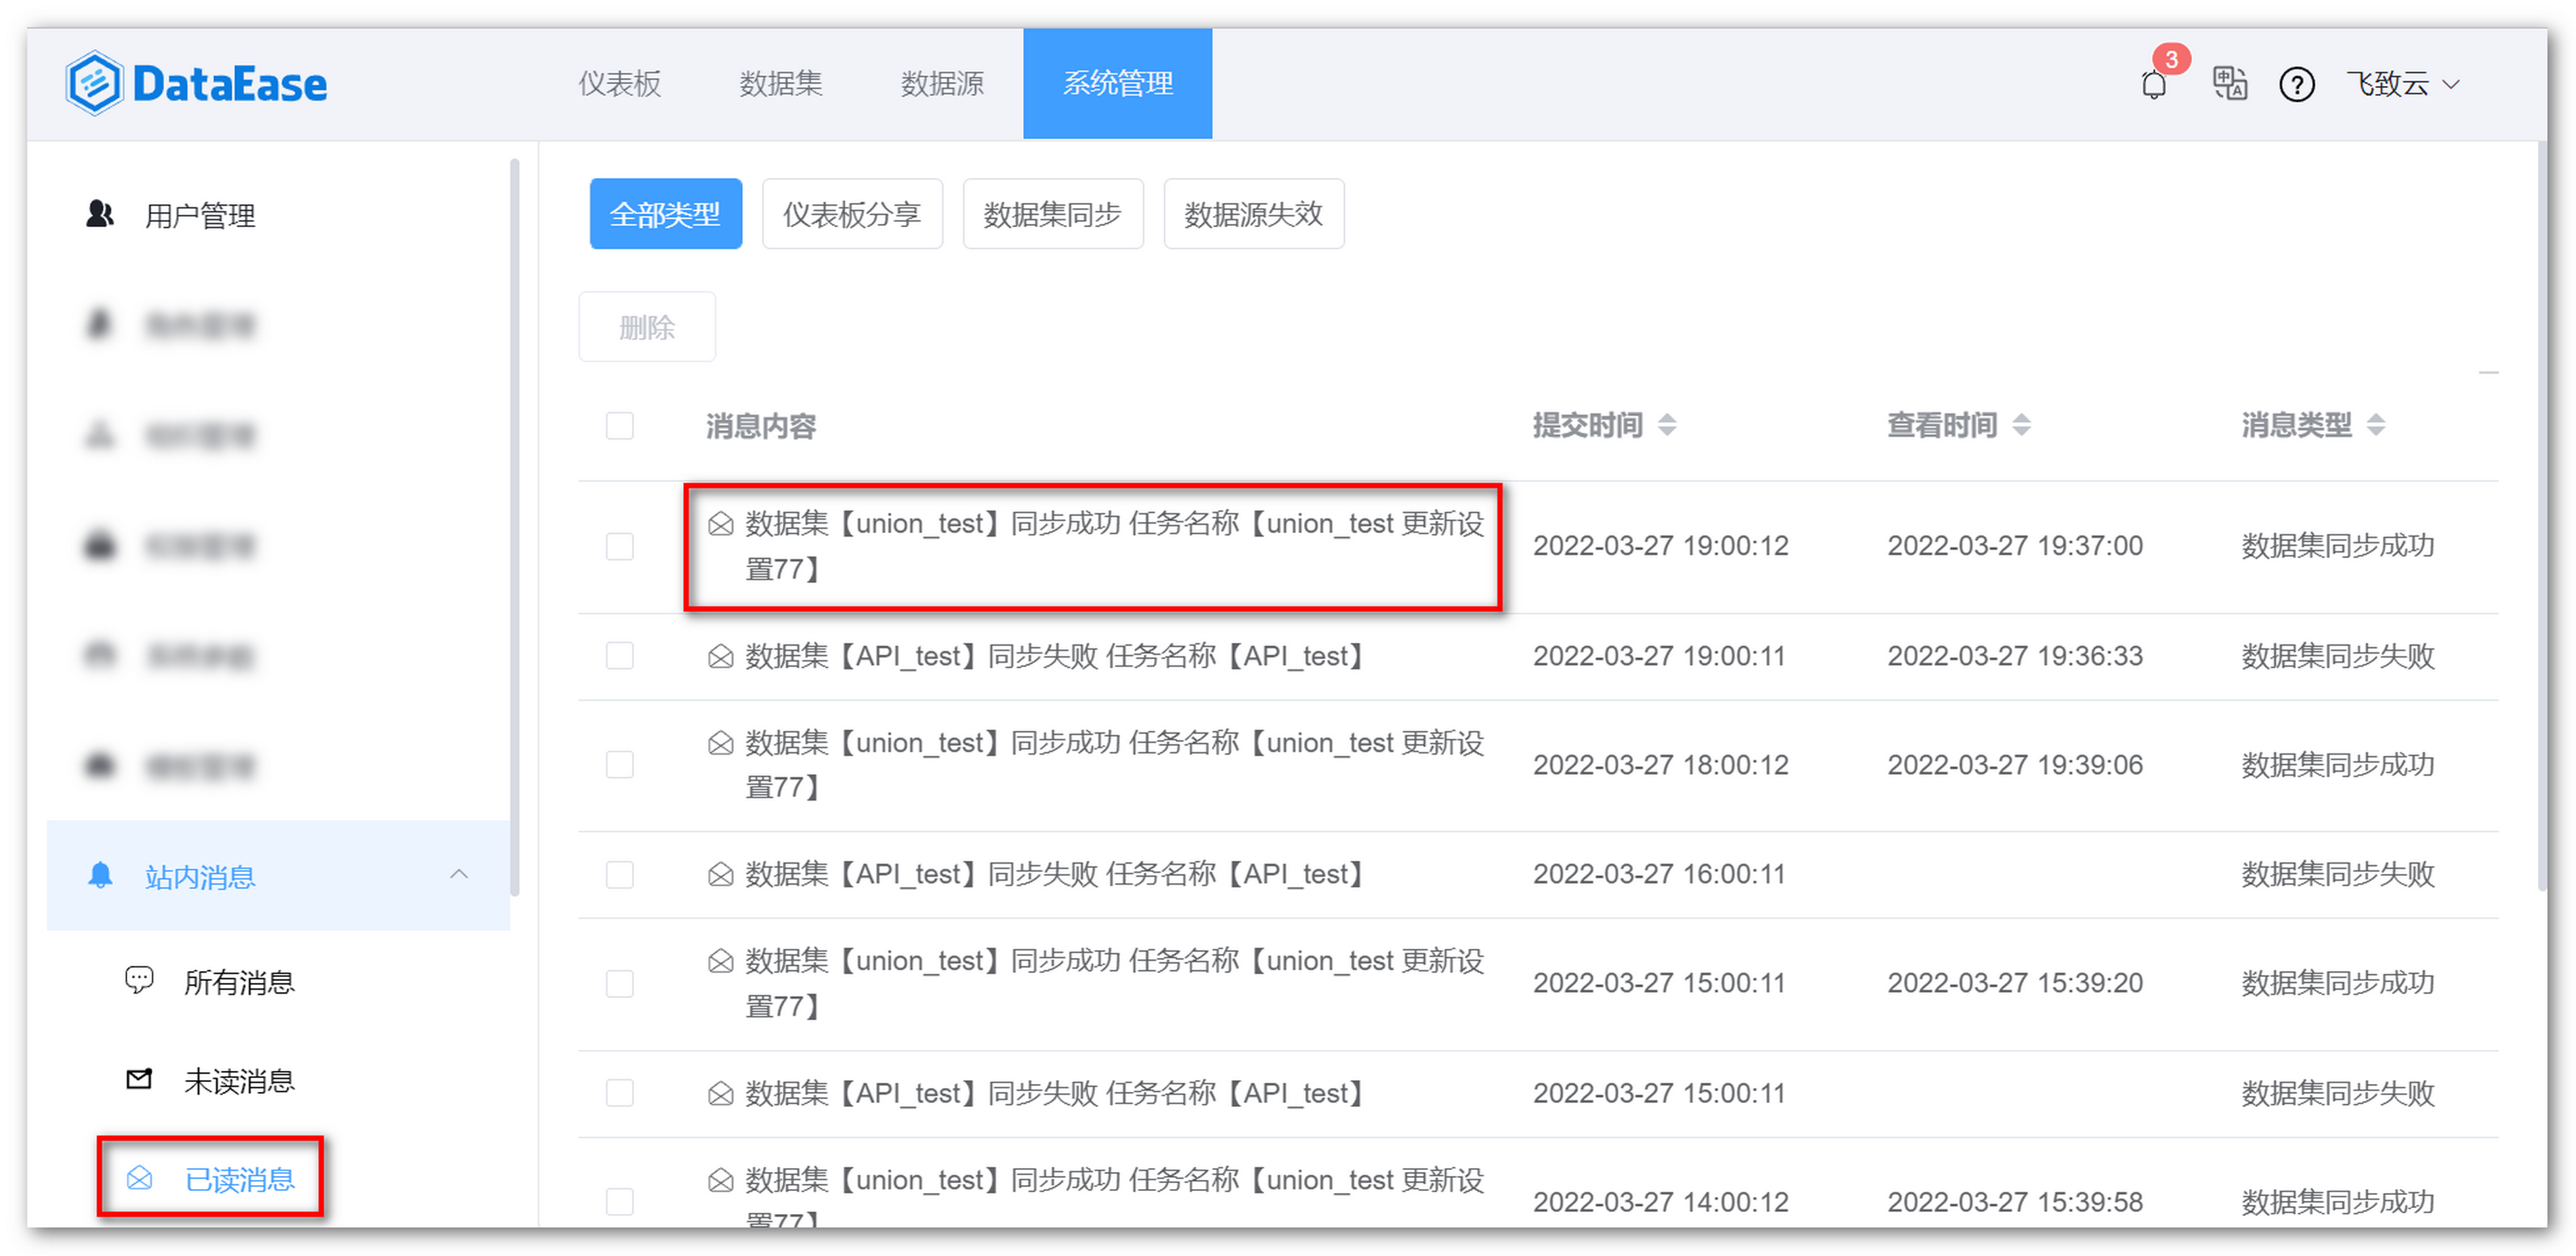 DataEase
仪表板 数据集 数据源 系统管理 3 飞致云
用户管理
站内消息
所有消息
未读消息
已读消息
全部类型 仪表板分享 数据集同步 数据源失效
删除
消息内容 提交时间 查看时间 消息类型
数据集【union_test】同步成功 任务名称【union_test 更新设
置77】
2022-03-27 19:00:12 2022-03-27 19:37:00 数据集同步成功
数据集【API_test】同步失败 任务名称【API_test】 2022-03-27 19:00:11 2022-03-27 19:36:33 数据集同步失败
数据集【union_test】同步成功 任务名称【union_test 更新设
置77】
2022-03-27 18:00:12 2022-03-27 19:39:06 数据集同步成功
数据集【API_test】同步失败 任务名称【API_test】 2022-03-27 16:00:11 数据集同步失败
数据集【union_test】同步成功 任务名称【union_test 更新设
置77】
2022-03-27 15:00:11 2022-03-27 15:39:20 数据集同步成功
数据集【API_test】同步失败 任务名称【API_test】 2022-03-27 15:00:11 数据集同步失败
数据集【union_test】同步成功 任务名称【union_test 更新设
置77】
2022-03-27 14:00:12 2022-03-27 15:39:58 数据集同步成功